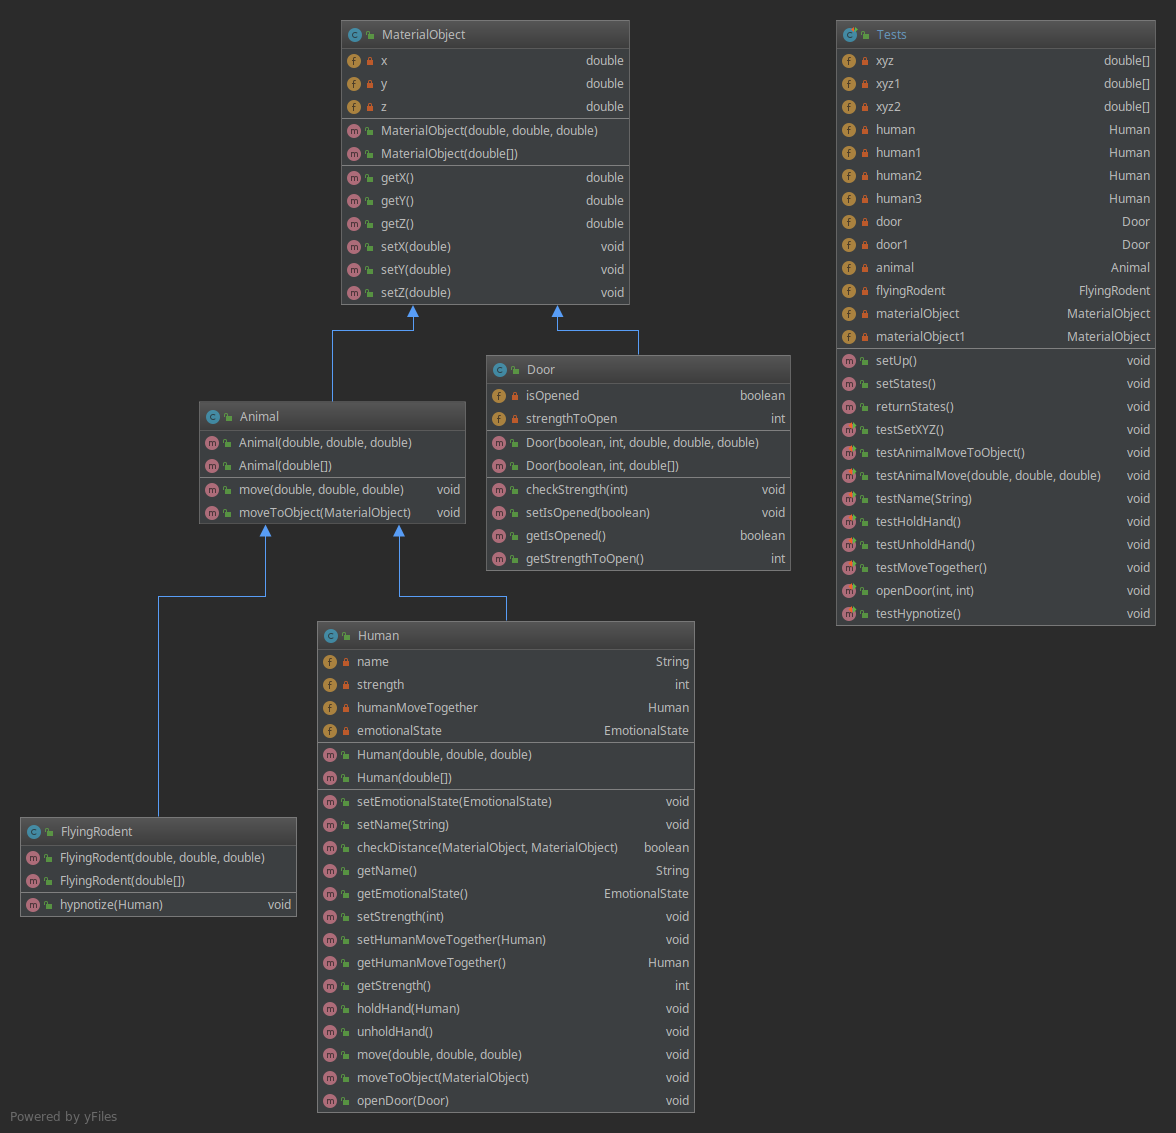 MaterialObject
x double
y double
z double
MaterialObject(double, double, double)
MaterialObject(double[])
getX() double
getY() double
getZ() double
setX(double) void
setY(double) void
setZ(double) void
Tests
xyz double[]
xyz1 double[]
xyz2 double[]
human Human
human1 Human
human2 Human
human3 Human
door Door
door1 Door
animal Animal
flyingRodent FlyingRodent
materialObject MaterialObject
materialObject1 MaterialObject
setUp() void
setStates() void
returnStates() void
testSetXYZ() void
testAnimalMoveToObject() void
testAnimalMove(double, double, double) void
testName(String) void
testHoldHand() void
testUnholdHand() void
testMoveTogether() void
openDoor(int, int) void
testHypnotize() void
Door
isOpened boolean
strengthToOpen int
Door(boolean, int, double, double, double)
Door(boolean, int, double[])
checkStrength(int) void
setIsOpened(boolean) void
getIsOpened() boolean
getStrengthToOpen() int
Animal
Animal(double, double, double)
Animal(double[])
move(double, double, double) void
moveToObject(MaterialObject) void
Human
name String
strength int
humanMoveTogether Human
emotionalState EmotionalState
Human(double, double, double)
Human(double[])
setEmotionalState(EmotionalState) void
setName(String) void
checkDistance(MaterialObject, MaterialObject) boolean
getName() String
getEmotionalState() EmotionalState
setStrength(int) void
setHumanMoveTogether(Human) void
getHumanMoveTogether() Human
getStrength() int
holdHand(Human) void
unholdHand() void
move(double, double, double) void
moveToObject(MaterialObject) void
openDoor(Door) void
FlyingRodent
FlyingRodent(double, double, double)
FlyingRodent(double[])
hypnotize(Human) void
Powered by yFiles